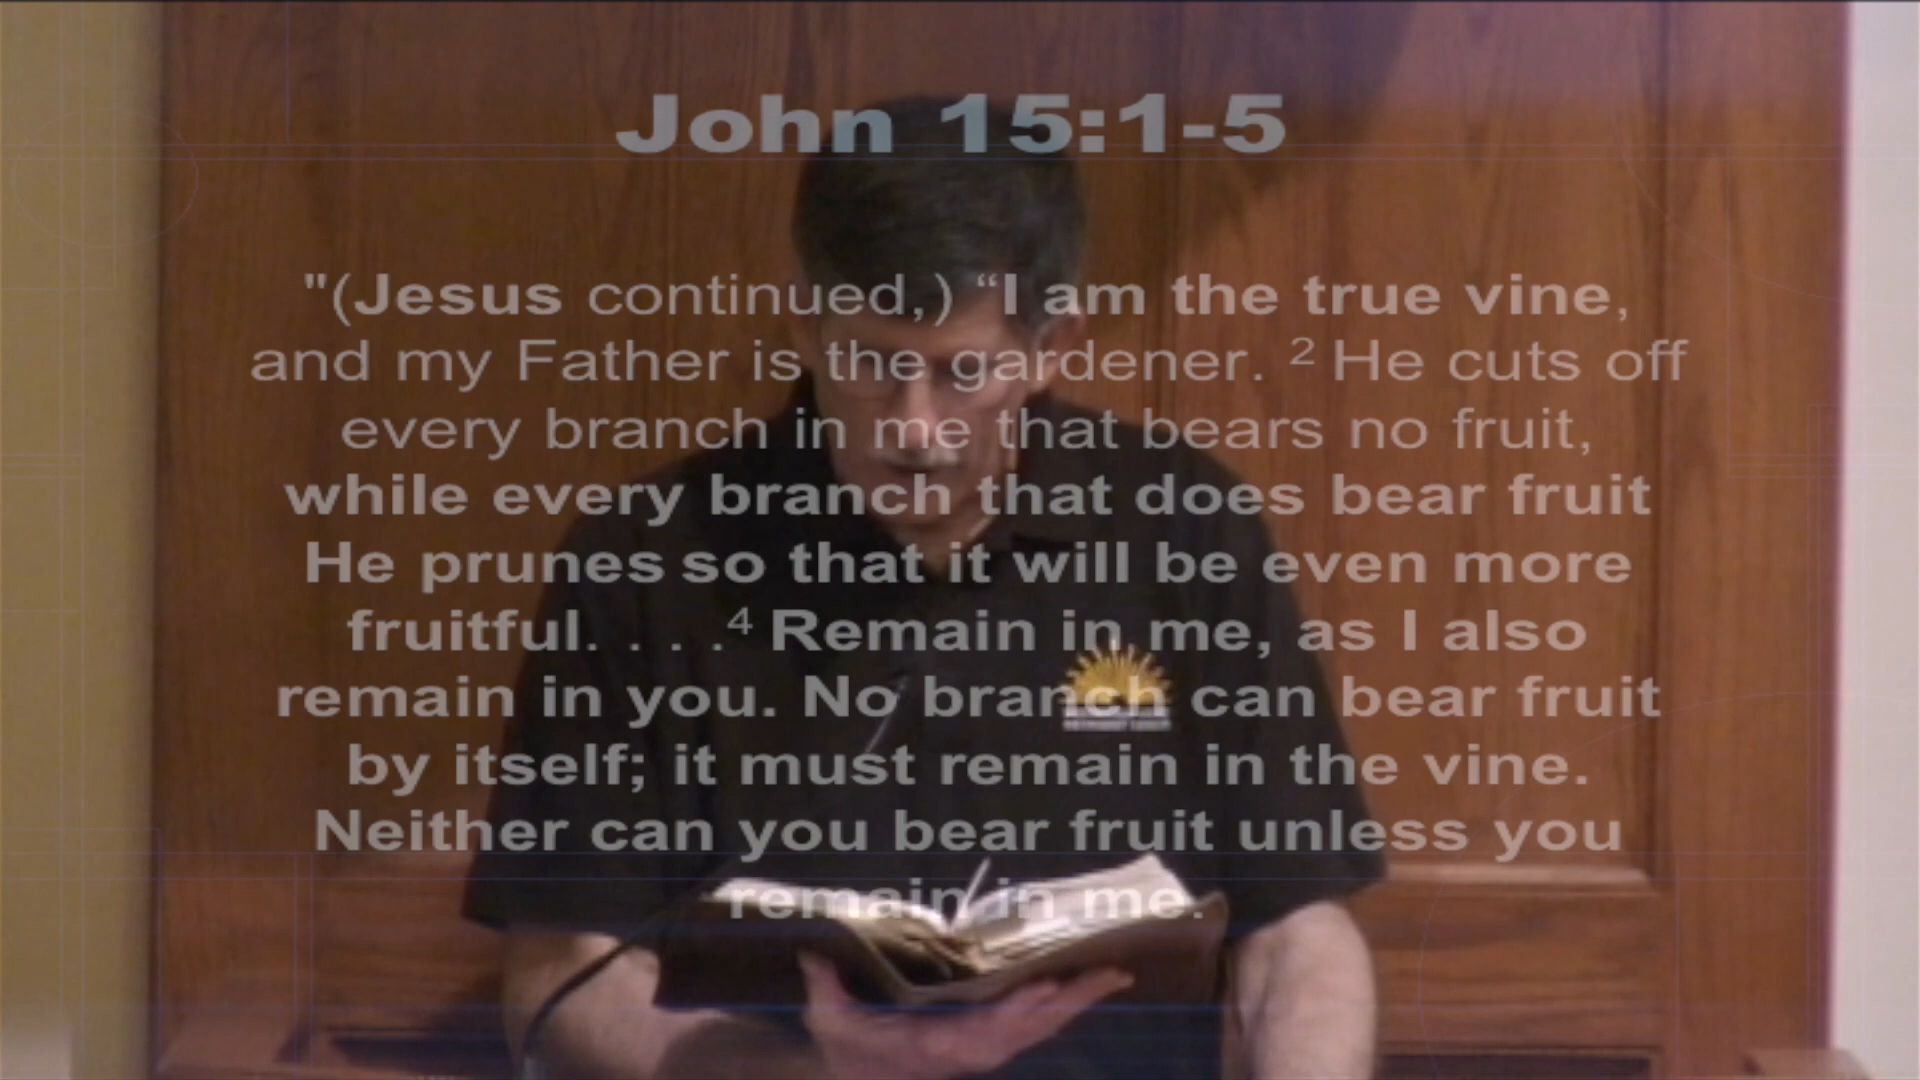 John 15:1-5
"(Jesus continued,) “I am the true vine,
and my Father is the gardener. ² He cuts off
every branch in me that bears no fruit,
while every branch that does bear fruit
He prunes so that it will be even more
fruitful. . . .⁴ Remain in me, as I also
remain in you. No branch can bear fruit
by itself; it must remain in the vine.
Neither can you bear fruit unless you
remain in me.